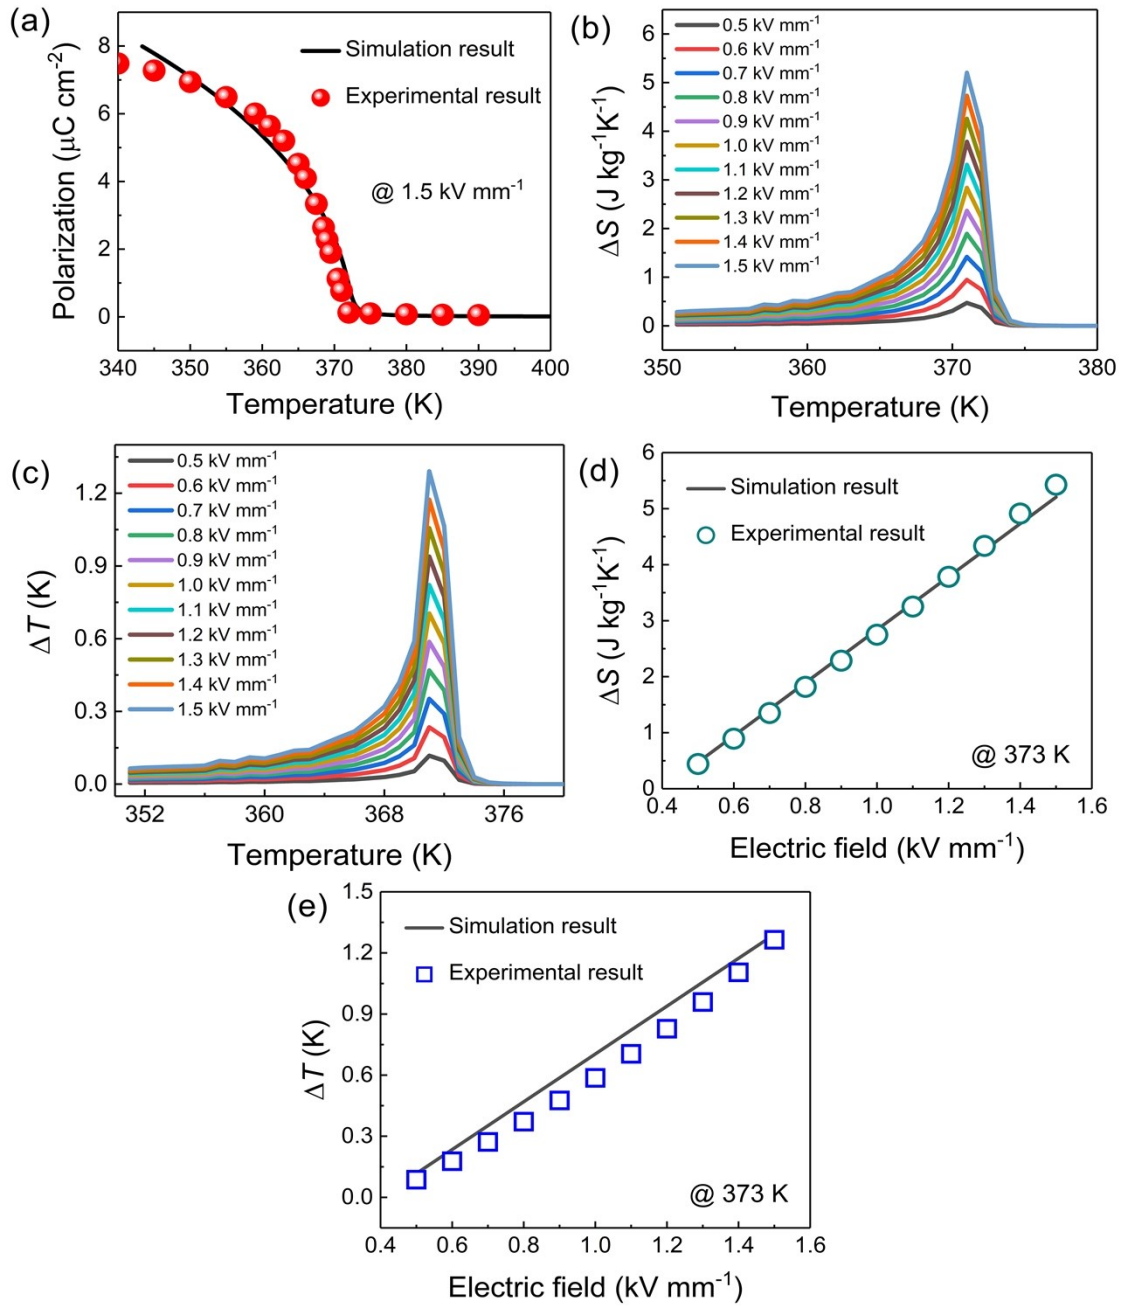 (a)
Polarization (μC cm⁻²)
8
6
4
2
0
Simulation result
Experimental result
@ 1.5 kV mm⁻¹
340 350 360 370 380 390 400
Temperature (K)
(b)
ΔS (J kg⁻¹K⁻¹)
6
5
4
3
2
1
0
0.5 kV mm⁻¹
0.6 kV mm⁻¹
0.7 kV mm⁻¹
0.8 kV mm⁻¹
0.9 kV mm⁻¹
1.0 kV mm⁻¹
1.1 kV mm⁻¹
1.2 kV mm⁻¹
1.3 kV mm⁻¹
1.4 kV mm⁻¹
1.5 kV mm⁻¹
350 360 370 380
Temperature (K)
(c)
ΔT (K)
1.2
0.9
0.6
0.3
0.0
0.5 kV mm⁻¹
0.6 kV mm⁻¹
0.7 kV mm⁻¹
0.8 kV mm⁻¹
0.9 kV mm⁻¹
1.0 kV mm⁻¹
1.1 kV mm⁻¹
1.2 kV mm⁻¹
1.3 kV mm⁻¹
1.4 kV mm⁻¹
1.5 kV mm⁻¹
352 360 368 376
Temperature (K)
(d)
ΔS (J kg⁻¹K⁻¹)
6
5
4
3
2
1
0
Simulation result
Experimental result
@ 373 K
0.4 0.6 0.8 1.0 1.2 1.4 1.6
Electric field (kV mm⁻¹)
(e)
ΔT (K)
1.5
1.2
0.9
0.6
0.3
0.0
Simulation result
Experimental result
@ 373 K
0.4 0.6 0.8 1.0 1.2 1.4 1.6
Electric field (kV mm⁻¹)